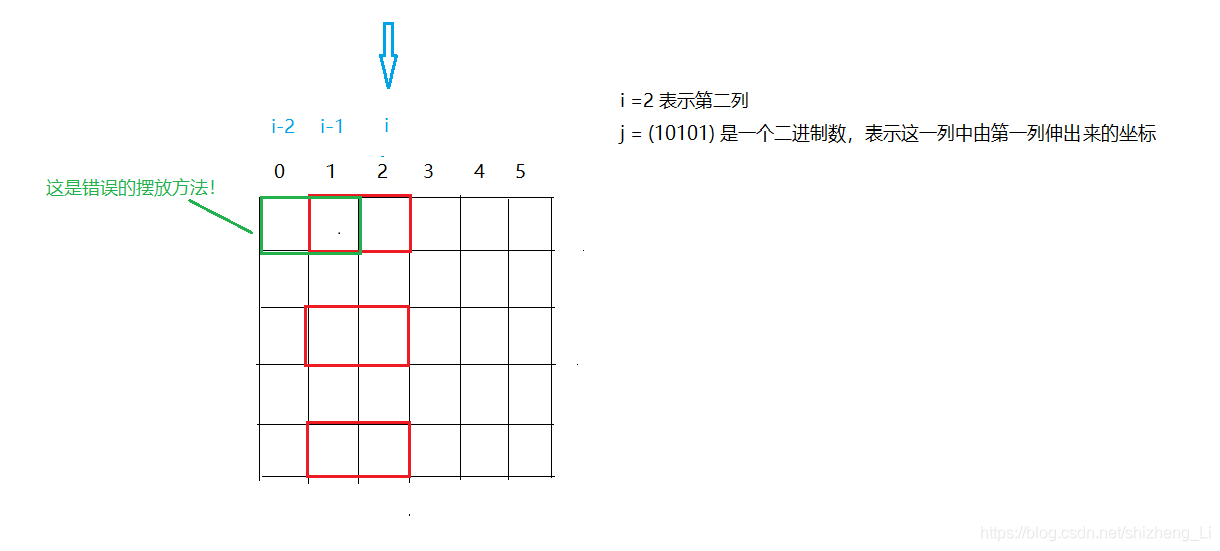 i =2 表示第二列
j = (10101) 是一个二进制数，表示这一列中由第一列伸出来的坐标
i-2 i-1 i
0 1 2 3 4 5
这是错误的摆放方法！
https://blog.csdn.net/shizheng_Li